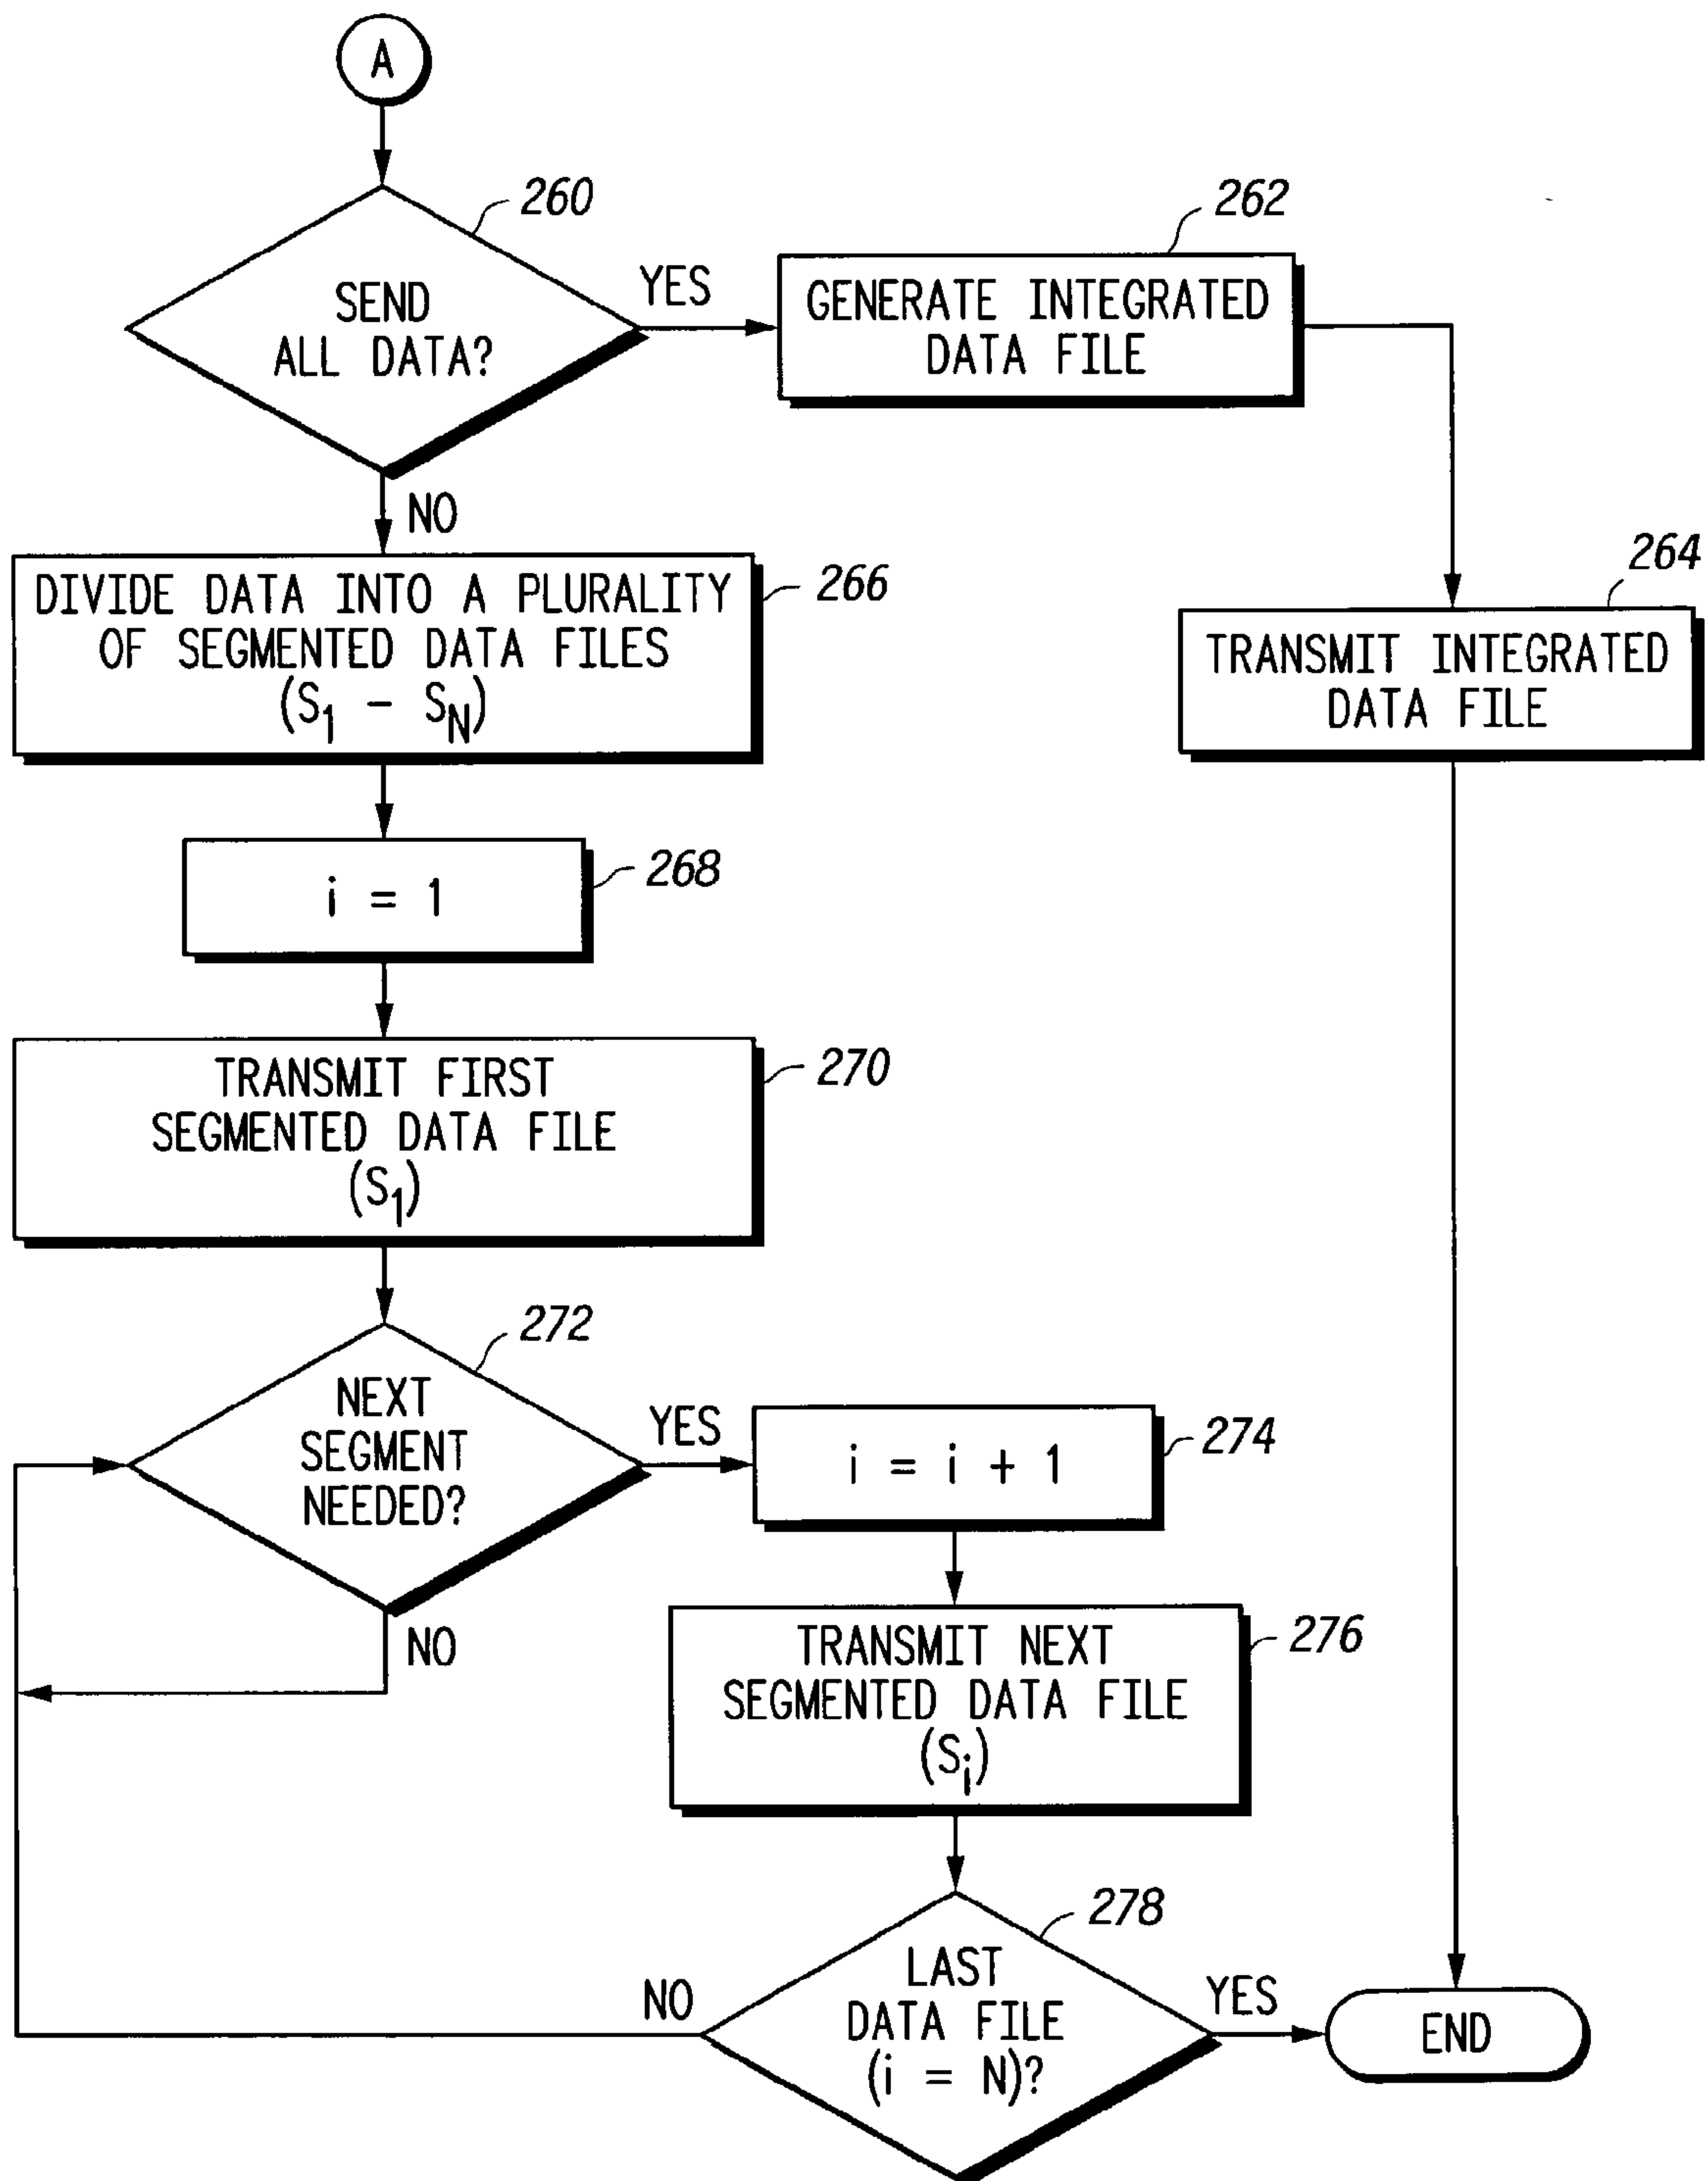 A
260
SEND
ALL DATA?
YES
262
GENERATE INTEGRATED
DATA FILE
NO
264
TRANSMIT INTEGRATED
DATA FILE
266
DIVIDE DATA INTO A PLURALITY
OF SEGMENTED DATA FILES
(S1 - SN)
268
i = 1
270
TRANSMIT FIRST
SEGMENTED DATA FILE
(S1)
272
NEXT
SEGMENT
NEEDED?
YES
274
i = i + 1
NO
276
TRANSMIT NEXT
SEGMENTED DATA FILE
(Si)
278
LAST
DATA FILE
(i = N)?
NO
YES
END